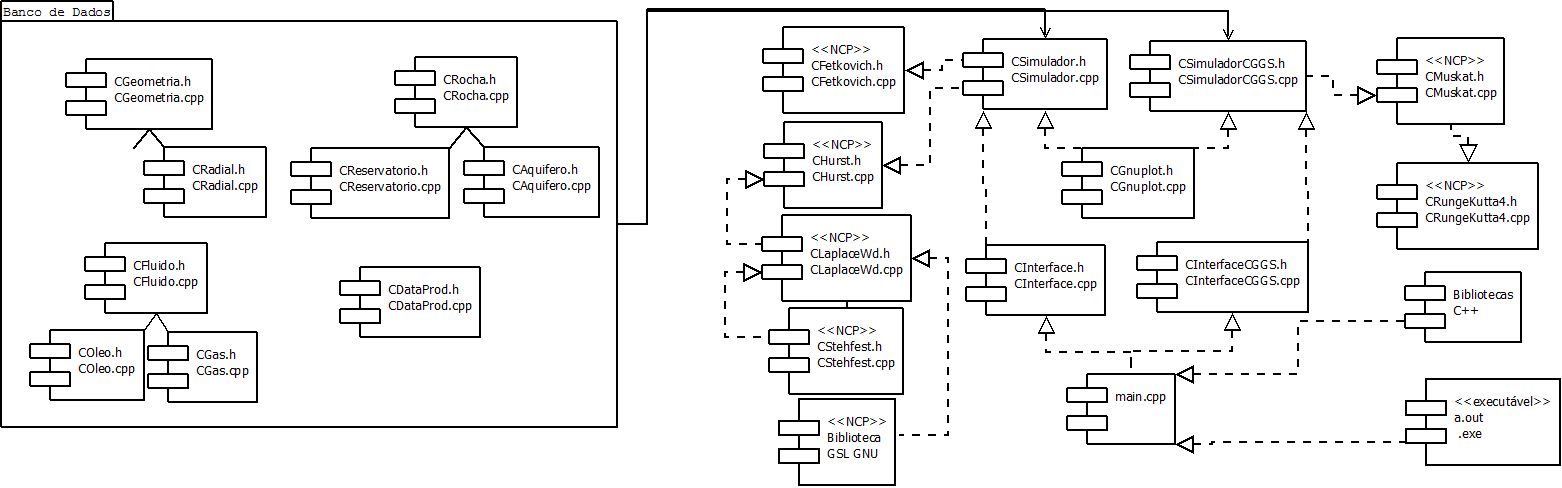 Banco de Dados
CGeometria.h
CGeometria.cpp
CRocha.h
CRocha.cpp
CRadial.h
CRadial.cpp
CReservatorio.h
CReservatorio.cpp
CAquifero.h
CAquifero.cpp
CFluido.h
CFluido.cpp
CDataProd.h
CDataProd.cpp
COleo.h
COleo.cpp
CGas.h
CGas.cpp
<<NCP>>
CFetkovich.h
CFetkovich.cpp
CSimulador.h
CSimulador.cpp
CSimuladorCGGS.h
CSimuladorCGGS.cpp
<<NCP>>
CMuskat.h
CMuskat.cpp
<<NCP>>
CHurst.h
CHurst.cpp
CGnuplot.h
CGnuplot.cpp
<<NCP>>
CRungeKutta4.h
CRungeKutta4.cpp
<<NCP>>
CLaplaceWd.h
CLaplaceWd.cpp
CInterface.h
CInterface.cpp
CInterfaceCGGS.h
CInterfaceCGGS.cpp
Bibliotecas
C++
<<NCP>>
CStehfest.h
CStehfest.cpp
main.cpp
<<executável>>
a.out
.exe
<<NCP>>
Biblioteca
GSL GNU